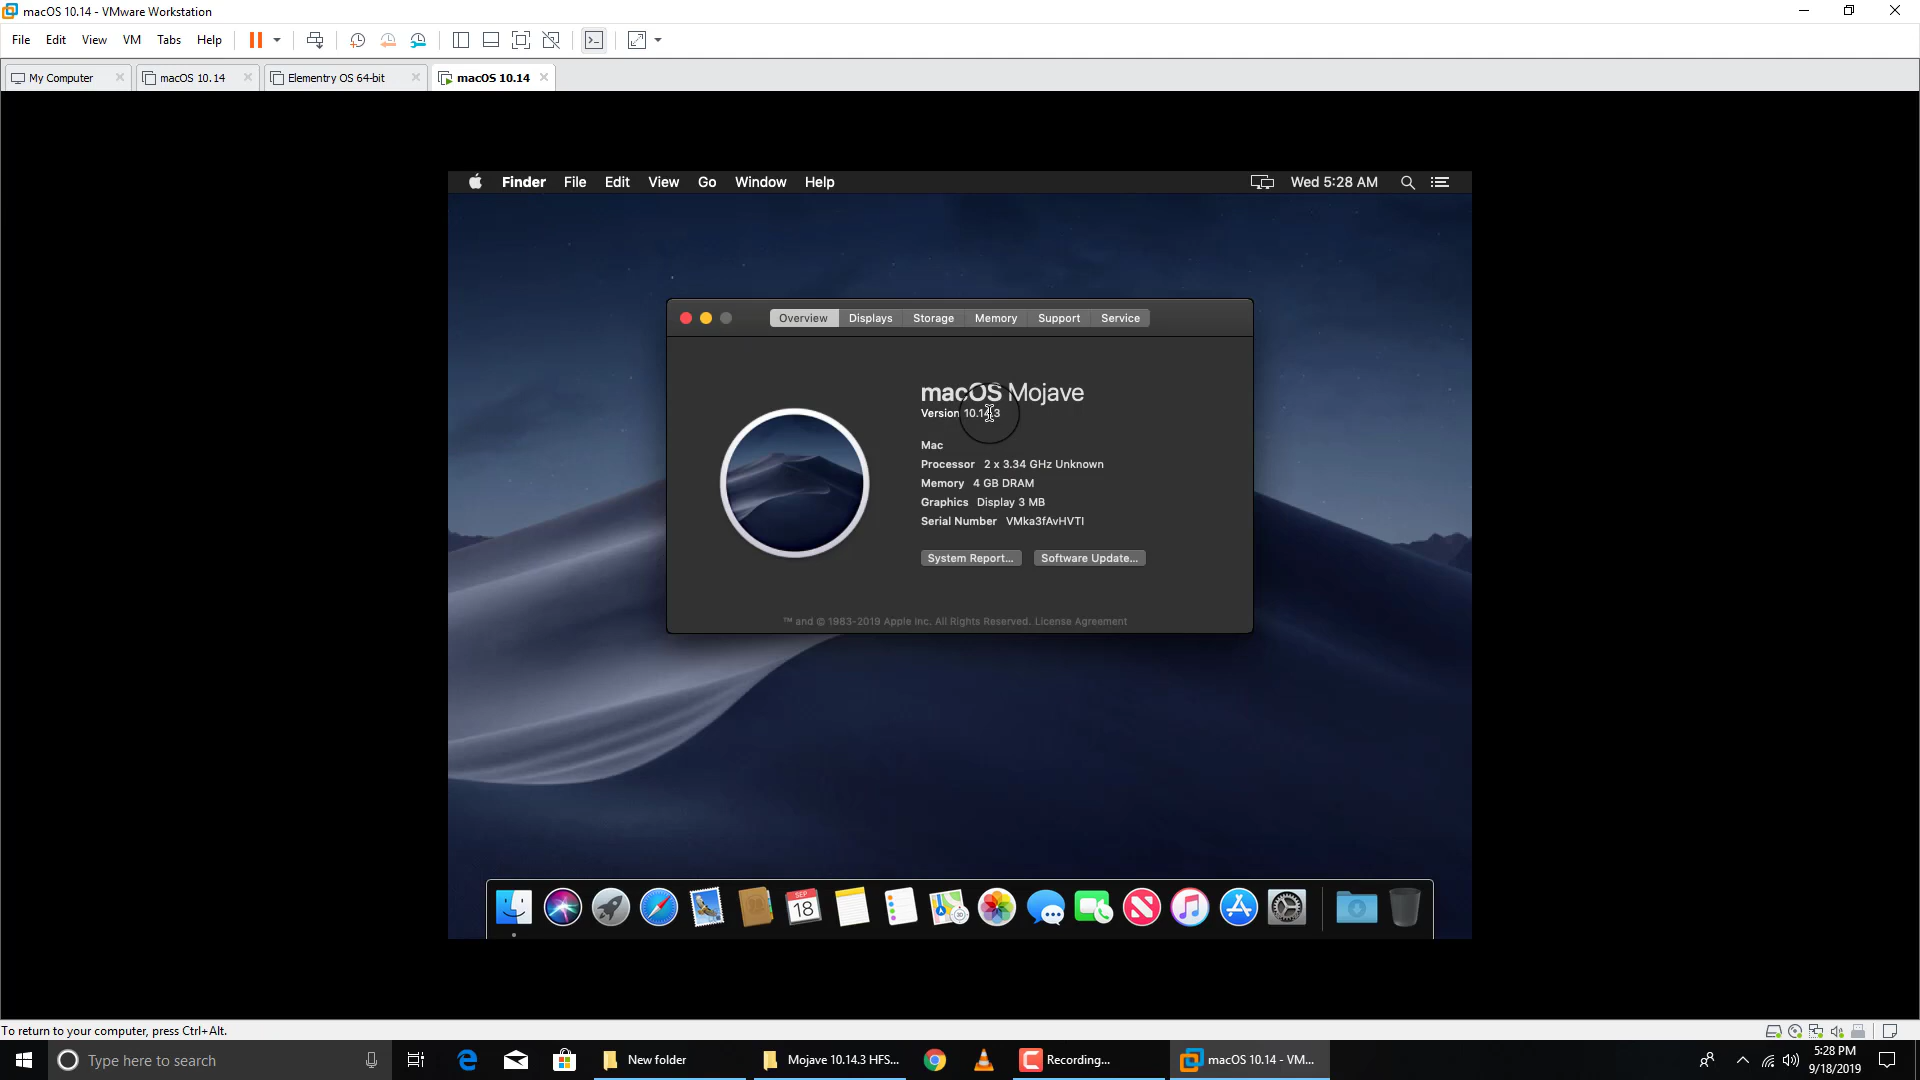 macOS 10.14 - VMware Workstation
File Edit View VM Tabs Help
My Computer macOS 10.14 Elementry OS 64-bit macOS 10.14
Finder File Edit View Go Window Help Wed 5:28 AM
Overview Displays Storage Memory Support Service
macOS Mojave
Version 10.14.3
Mac
Processor 2 x 3.34 GHz Unknown
Memory 4 GB DRAM
Graphics Display 3 MB
Serial Number VMka3fAvHVTI
System Report... Software Update...
™ and © 1983-2019 Apple Inc. All Rights Reserved. License Agreement
SEP
18
To return to your computer, press Ctrl+Alt.
Type here to search New folder Mojave 10.14.3 HFS... Recording... macOS 10.14 - VM... 5:28 PM
9/18/2019